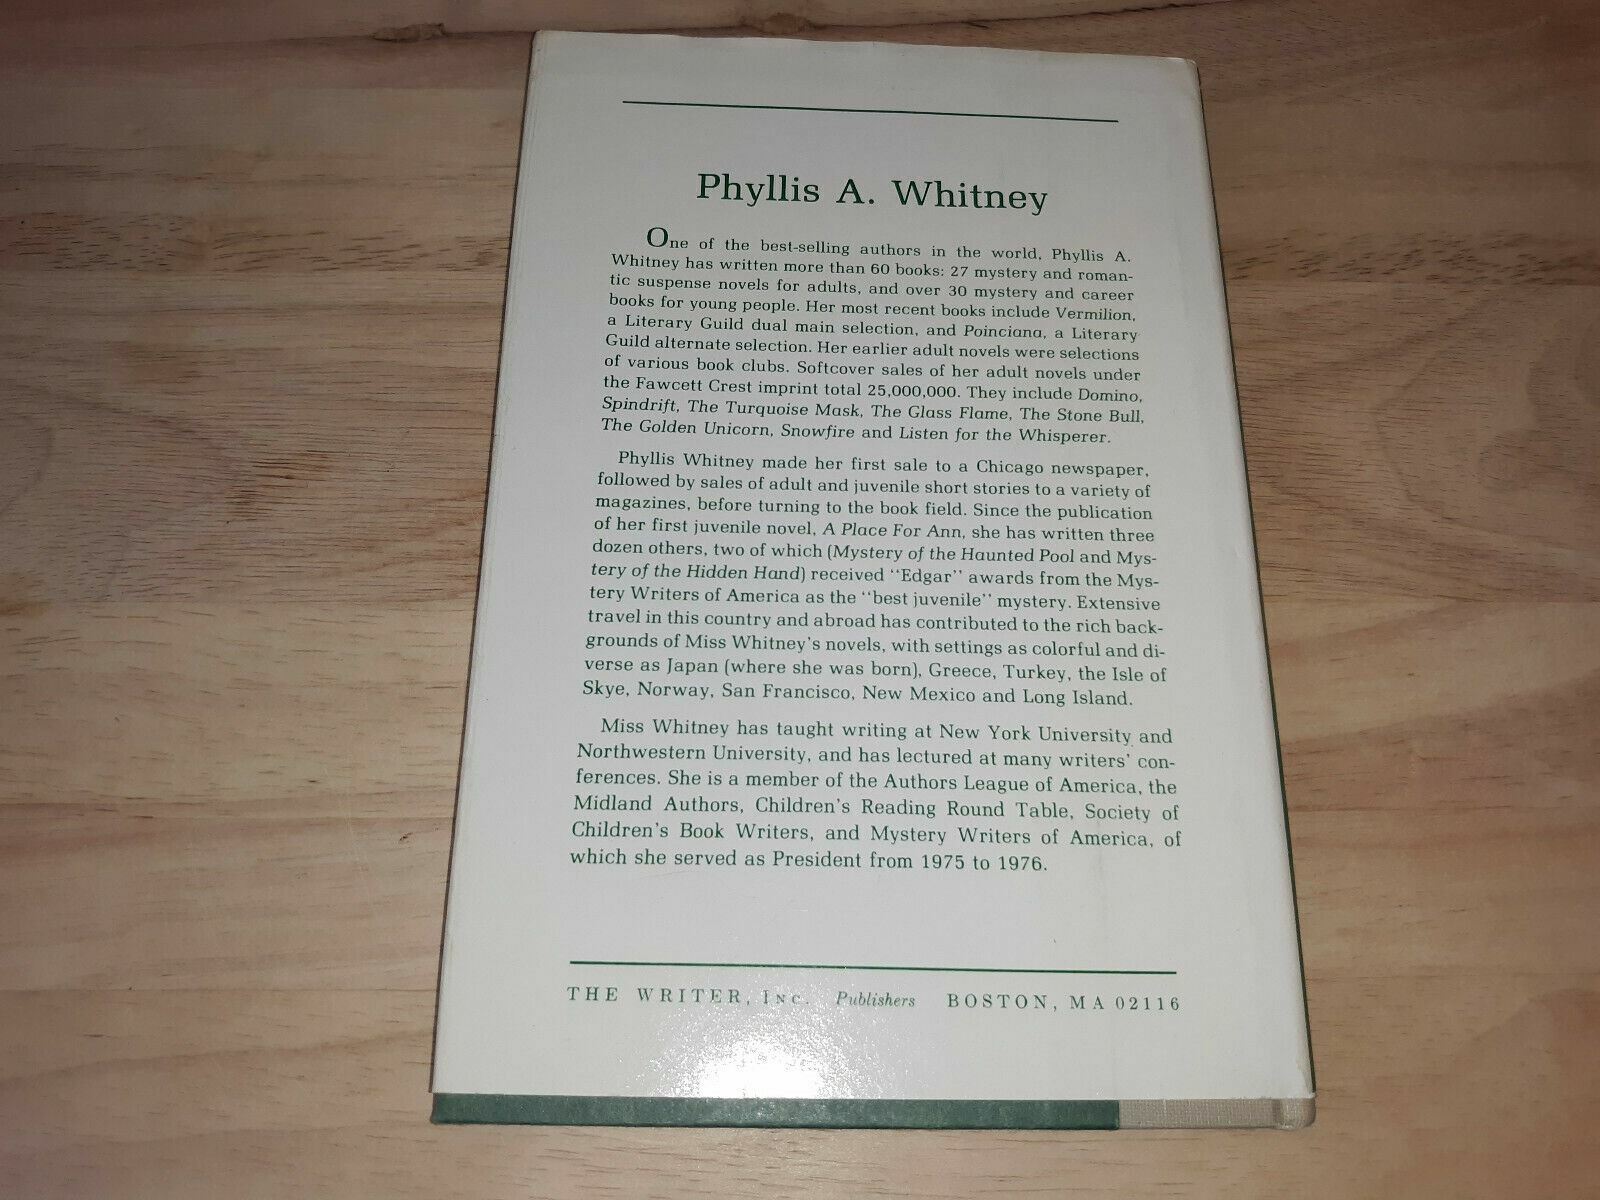 Phyllis A. Whitney
One of the best-selling authors in the world, Phyllis A.
Whitney has written more than 60 books: 27 mystery and roman-
tic suspense novels for adults, and over 30 mystery and career
books for young people. Her most recent books include Vermilion,
a Literary Guild dual main selection, and Poinciana, a Literary
Guild alternate selection. Her earlier adult novels were selections
of various book clubs. Softcover sales of her adult novels under
the Fawcett Crest imprint total 25,000,000. They include Domino,
Spindrift, The Turquoise Mask, The Glass Flame, The Stone Bull,
The Golden Unicorn, Snowfire and Listen for the Whisperer.
Phyllis Whitney made her first sale to a Chicago newspaper,
followed by sales of adult and juvenile short stories to a variety of
magazines, before turning to the book field. Since the publication
of her first juvenile novel, A Place For Ann, she has written three
dozen others, two of which (Mystery of the Haunted Pool and Mys-
tery of the Hidden Hand) received "Edgar" awards from the Mys-
tery Writers of America as the "best juvenile" mystery. Extensive
travel in this country and abroad has contributed to the rich back-
grounds of Miss Whitney's novels, with settings as colorful and di-
verse as Japan (where she was born), Greece, Turkey, the Isle of
Skye, Norway, San Francisco, New Mexico and Long Island.
Miss Whitney has taught writing at New York University and
Northwestern University, and has lectured at many writers' con-
ferences. She is a member of the Authors League of America, the
Midland Authors, Children's Reading Round Table, Society of
Children's Book Writers, and Mystery Writers of America, of
which she served as President from 1975 to 1976.
THE WRITER, INC. Publishers BOSTON, MA 02116